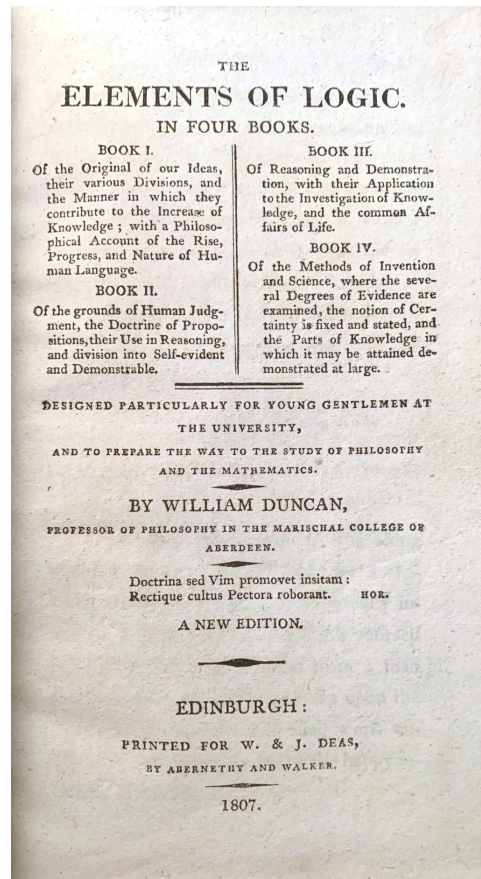 THE
ELEMENTS OF LOGIC.
IN FOUR BOOKS.
BOOK I.
Of the Original of our Ideas,
their various Divisions, and
the Manner in which they
contribute to the Increase of
Knowledge ; with a Philoso-
phical Account of the Rise,
Progress, and Nature of Hu-
man Language.
BOOK II.
Of the grounds of Human Judg-
ment, the Doctrine of Propo-
sitions, their Use in Reasoning,
and division into Self-evident
and Demonstrable.
BOOK III.
Of Reasoning and Demonstra-
tion, with their Application
to the Investigation of Know-
ledge, and the common Af-
fairs of Life.
BOOK IV.
Of the Methods of Invention
and Science, where the seve-
ral Degrees of Evidence are
examined, the notion of Cer-
tainty is fixed and stated, and
the Parts of Knowledge in
which it may be attained de-
monstrated at large.
DESIGNED PARTICULARLY FOR YOUNG GENTLEMEN AT
THE UNIVERSITY,
AND TO PREPARE THE WAY TO THE STUDY OF PHILOSOPHY
AND THE MATHEMATICS.
BY WILLIAM DUNCAN,
PROFESSOR OF PHILOSOPHY IN THE MARISCHAL COLLEGE OF
ABERDEEN.
Doctrina sed Vim promovet insitam :
Rectique cultus Pectora roborant. HOR.
A NEW EDITION.
EDINBURGH :
PRINTED FOR W. & J. DEAS,
BY ABERNETHY AND WALKER.
1807.